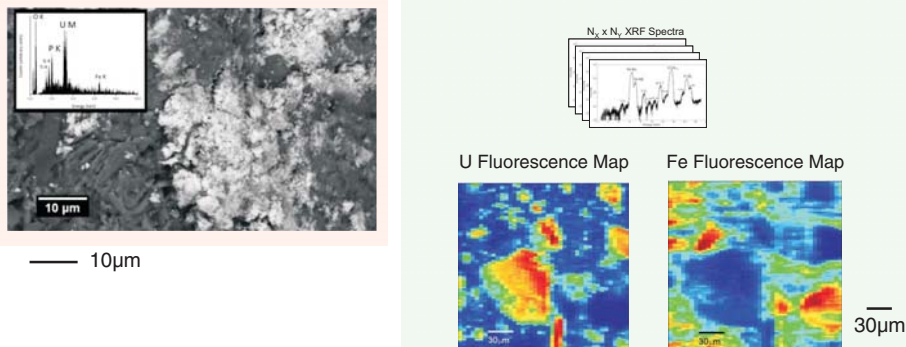 O K
U M
P K
Fe K
10 µm
10µm
Nx x Ny XRF Spectra
U Fluorescence Map
Fe Fluorescence Map
30µm
30µm
30µm